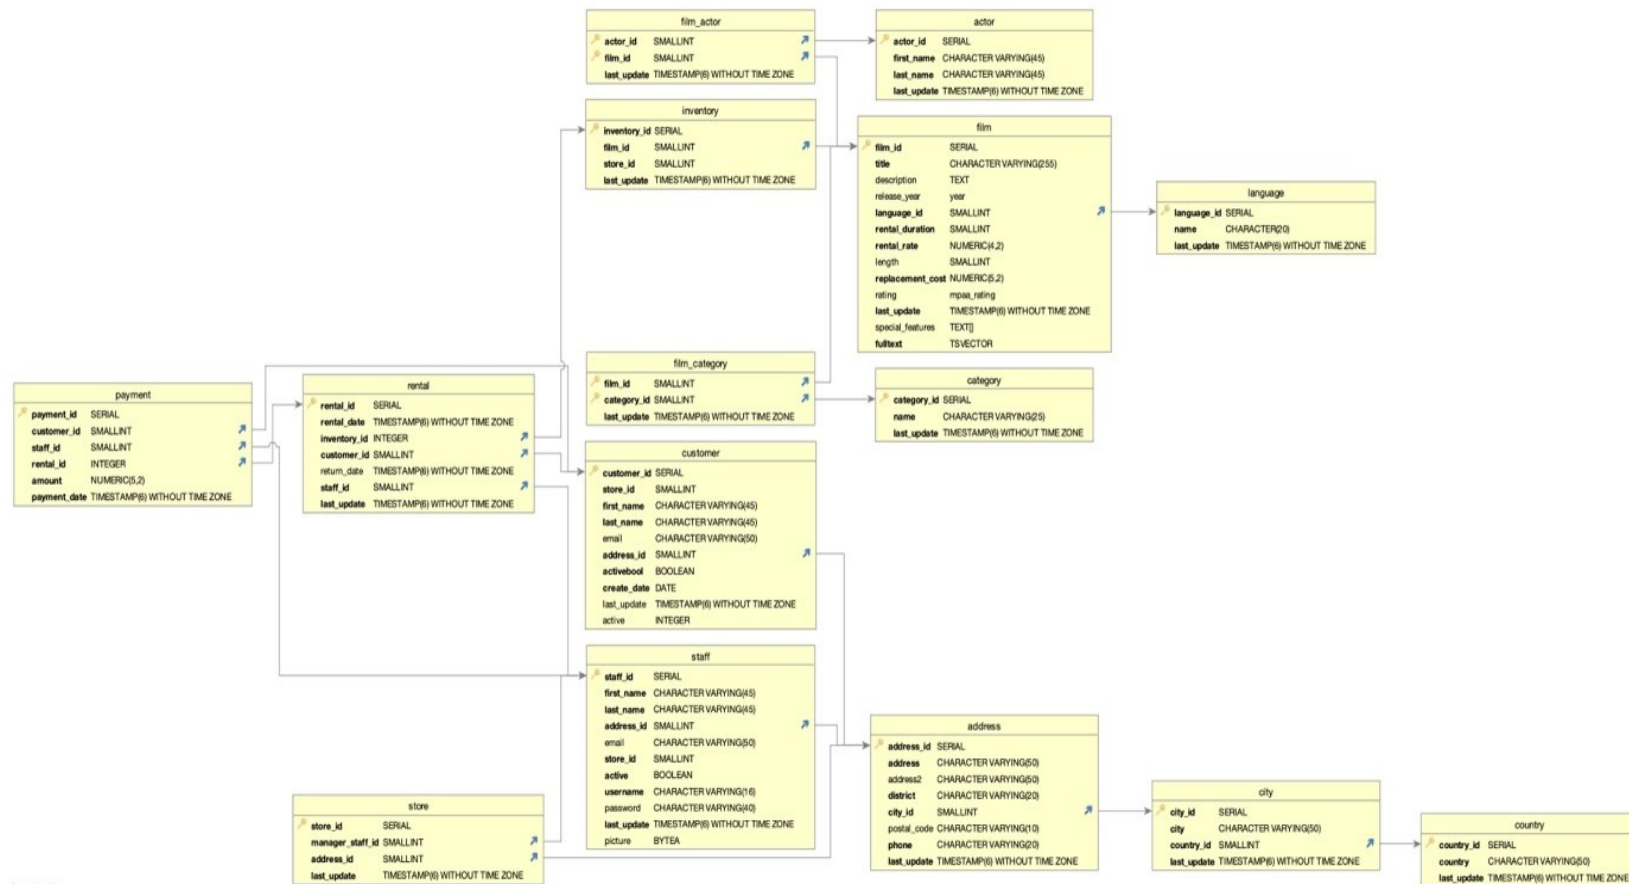 film_actor
actor_id SMALLINT
film_id SMALLINT
last_update TIMESTAMP(6) WITHOUT TIME ZONE
actor
actor_id SERIAL
first_name CHARACTER VARYING(45)
last_name CHARACTER VARYING(45)
last_update TIMESTAMP(6) WITHOUT TIME ZONE
inventory
inventory_id SERIAL
film_id SMALLINT
store_id SMALLINT
last_update TIMESTAMP(6) WITHOUT TIME ZONE
film
film_id SERIAL
title CHARACTER VARYING(255)
description TEXT
release_year year
language_id SMALLINT
rental_duration SMALLINT
rental_rate NUMERIC(4,2)
length SMALLINT
replacement_cost NUMERIC(5,2)
rating mpaa_rating
last_update TIMESTAMP(6) WITHOUT TIME ZONE
special_features TEXT[]
fulltext TSVECTOR
language
language_id SERIAL
name CHARACTER(20)
last_update TIMESTAMP(6) WITHOUT TIME ZONE
film_category
film_id SMALLINT
category_id SMALLINT
last_update TIMESTAMP(6) WITHOUT TIME ZONE
category
category_id SERIAL
name CHARACTER VARYING(25)
last_update TIMESTAMP(6) WITHOUT TIME ZONE
payment
payment_id SERIAL
customer_id SMALLINT
staff_id SMALLINT
rental_id INTEGER
amount NUMERIC(5,2)
payment_date TIMESTAMP(6) WITHOUT TIME ZONE
rental
rental_id SERIAL
rental_date TIMESTAMP(6) WITHOUT TIME ZONE
inventory_id INTEGER
customer_id SMALLINT
return_date TIMESTAMP(6) WITHOUT TIME ZONE
staff_id SMALLINT
last_update TIMESTAMP(6) WITHOUT TIME ZONE
customer
customer_id SERIAL
store_id SMALLINT
first_name CHARACTER VARYING(45)
last_name CHARACTER VARYING(45)
email CHARACTER VARYING(50)
address_id SMALLINT
activebool BOOLEAN
create_date DATE
last_update TIMESTAMP(6) WITHOUT TIME ZONE
active INTEGER
staff
staff_id SERIAL
first_name CHARACTER VARYING(45)
last_name CHARACTER VARYING(45)
address_id SMALLINT
email CHARACTER VARYING(50)
store_id SMALLINT
active BOOLEAN
username CHARACTER VARYING(16)
password CHARACTER VARYING(40)
last_update TIMESTAMP(6) WITHOUT TIME ZONE
picture BYTEA
store
store_id SERIAL
manager_staff_id SMALLINT
address_id SMALLINT
last_update TIMESTAMP(6) WITHOUT TIME ZONE
address
address_id SERIAL
address CHARACTER VARYING(50)
address2 CHARACTER VARYING(50)
district CHARACTER VARYING(20)
city_id SMALLINT
postal_code CHARACTER VARYING(10)
phone CHARACTER VARYING(20)
last_update TIMESTAMP(6) WITHOUT TIME ZONE
city
city_id SERIAL
city CHARACTER VARYING(50)
country_id SMALLINT
last_update TIMESTAMP(6) WITHOUT TIME ZONE
country
country_id SERIAL
country CHARACTER VARYING(50)
last_update TIMESTAMP(6) WITHOUT TIME ZONE